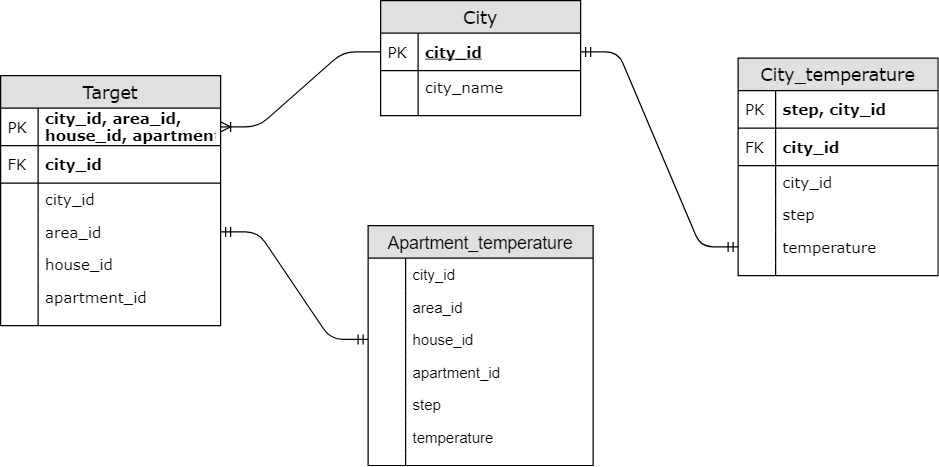 City
PK city_id
city_name
Target
PK city_id, area_id,
house_id, apartmen
FK city_id
city_id
area_id
house_id
apartment_id
Apartment_temperature
city_id
area_id
house_id
apartment_id
step
temperature
City_temperature
PK step, city_id
FK city_id
city_id
step
temperature